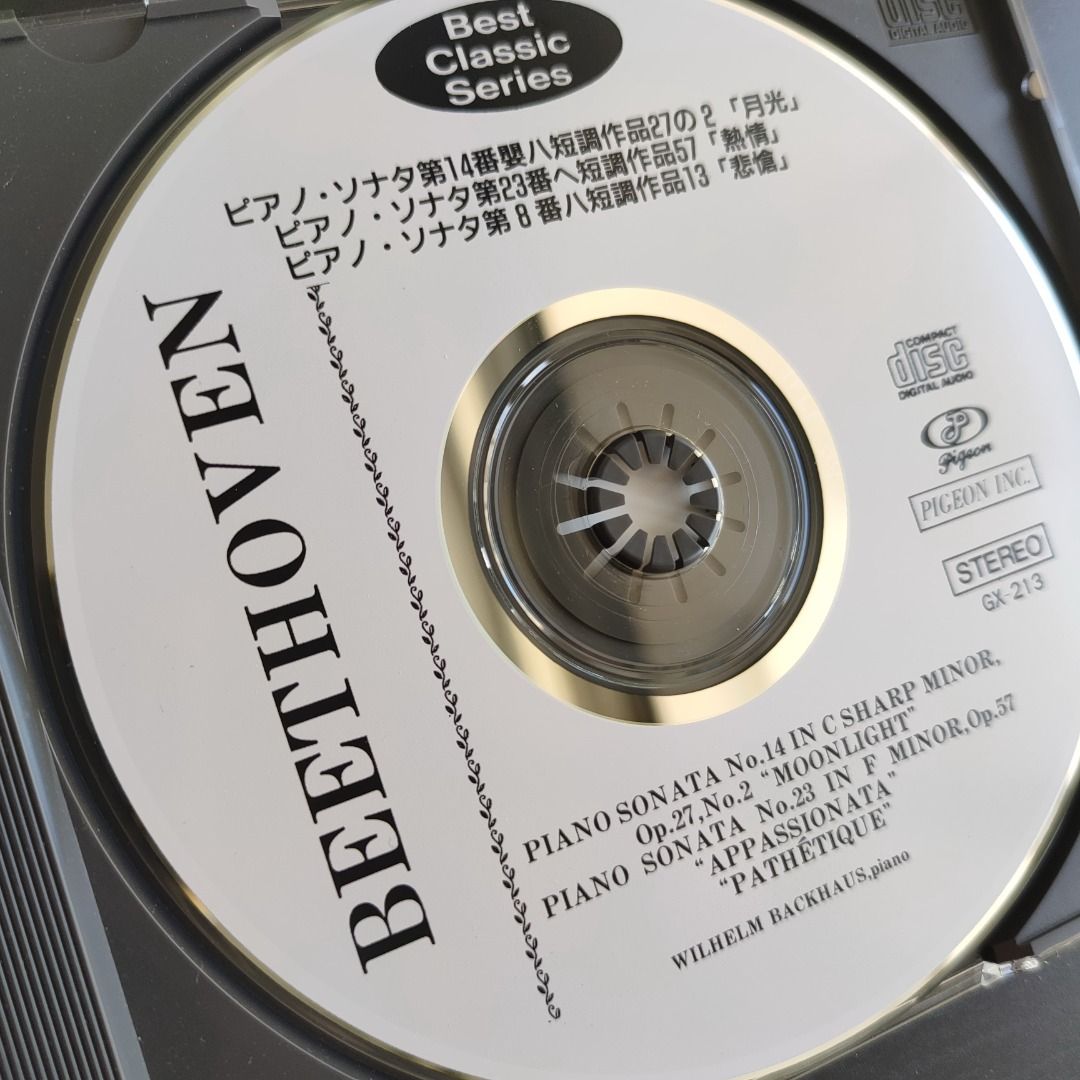 Best
Classic
Series
ピアノ・ソナタ第14番嬰ハ短調作品27の2「月光」
ピアノ・ソナタ第23番ヘ短調作品57「熱情」
ピアノ・ソナタ第8番ハ短調作品13「悲愴」
BEETHOVEN
disc
DIGITAL AUDIO
COMPACT
disc
DIGITAL AUDIO
P
Pigeon
PIGEON INC.
STEREO
GX-213
PIANO SONATA No.14 IN C SHARP MINOR,
Op.27,No.2 “MOONLIGHT”
PIANO SONATA No.23 IN F MINOR,Op.57
“APPASSIONATA”
“PATHÉTIQUE”
WILHELM BACKHAUS,piano